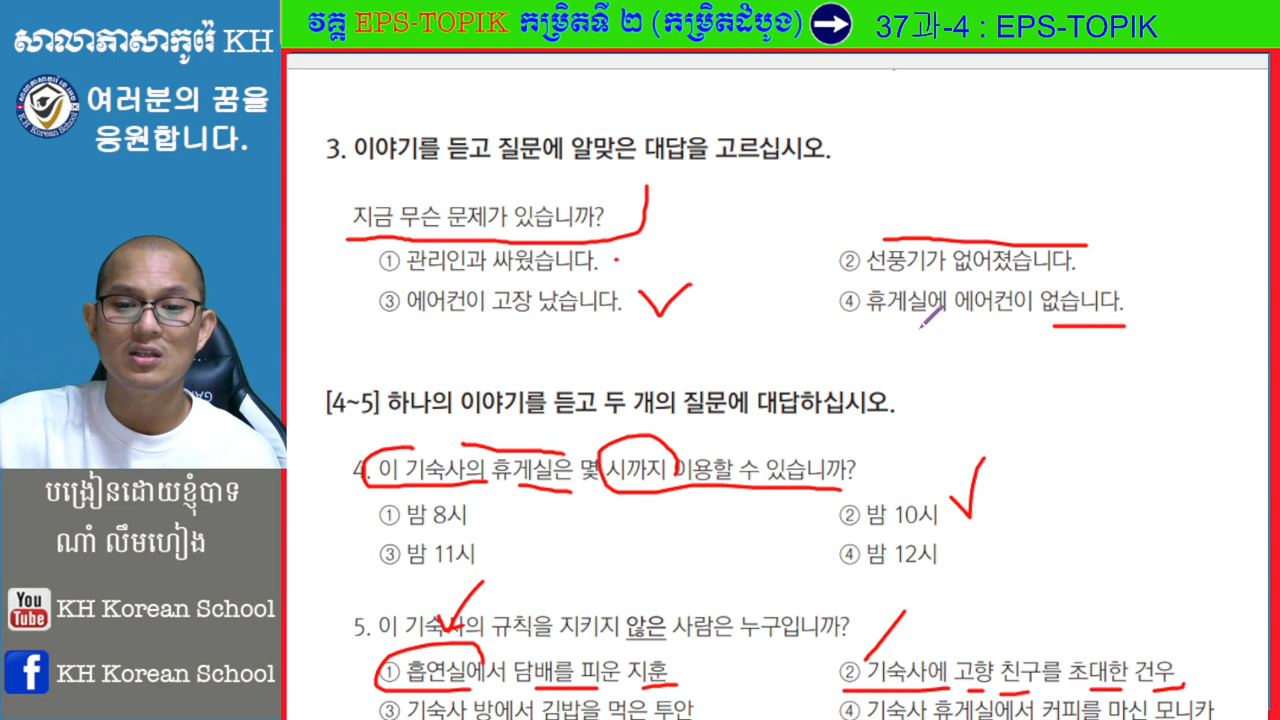 វគ្គ EPS-TOPIK កម្រិតទី ២ (កម្រិតដំបូង) 37과-4 : EPS-TOPIK
សាលាភាសាកូរ៉េ KH
여러분의 꿈을
응원합니다.
KH Korean School
3. 이야기를 듣고 질문에 알맞은 대답을 고르십시오.
지금 무슨 문제가 있습니까?
① 관리인과 싸웠습니다. ② 선풍기가 없어졌습니다.
③ 에어컨이 고장 났습니다. ④ 휴게실에 에어컨이 없습니다.
[4~5] 하나의 이야기를 듣고 두 개의 질문에 대답하십시오.
4. 이 기숙사의 휴게실은 몇 시까지 이용할 수 있습니까?
① 밤 8시 ② 밤 10시
③ 밤 11시 ④ 밤 12시
5. 이 기숙사의 규칙을 지키지 않은 사람은 누구입니까?
① 흡연실에서 담배를 피운 지훈 ② 기숙사에 고향 친구를 초대한 건우
③ 기숙사 방에서 김밥을 먹은 투안 ④ 기숙사 휴게실에서 커피를 마신 모니카
បង្រៀនដោយខ្ញុំបាទ
ណាំ លឹមហៀង
You Tube KH Korean School
f KH Korean School